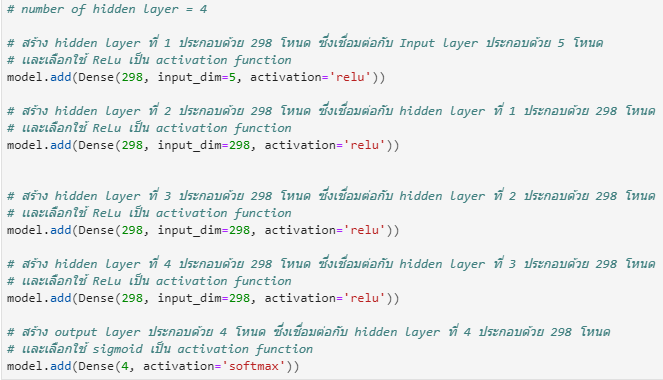 # number of hidden layer = 4
# สร้าง hidden layer ที่ 1 ประกอบด้วย 298 โหนด ซึ่งเชื่อมต่อกับ Input layer ประกอบด้วย 5 โหนด
# และเลือกใช้ ReLu เป็น activation function
model.add(Dense(298, input_dim=5, activation='relu'))
# สร้าง hidden layer ที่ 2 ประกอบด้วย 298 โหนด ซึ่งเชื่อมต่อกับ hidden layer ที่ 1 ประกอบด้วย 298 โหนด
# และเลือกใช้ ReLu เป็น activation function
model.add(Dense(298, input_dim=298, activation='relu'))
# สร้าง hidden layer ที่ 3 ประกอบด้วย 298 โหนด ซึ่งเชื่อมต่อกับ hidden layer ที่ 2 ประกอบด้วย 298 โหนด
# และเลือกใช้ ReLu เป็น activation function
model.add(Dense(298, input_dim=298, activation='relu'))
# สร้าง hidden layer ที่ 4 ประกอบด้วย 298 โหนด ซึ่งเชื่อมต่อกับ hidden layer ที่ 3 ประกอบด้วย 298 โหนด
# และเลือกใช้ ReLu เป็น activation function
model.add(Dense(298, input_dim=298, activation='relu'))
# สร้าง output layer ประกอบด้วย 4 โหนด ซึ่งเชื่อมต่อกับ hidden layer ที่ 4 ประกอบด้วย 298 โหนด
# และเลือกใช้ sigmoid เป็น activation function
model.add(Dense(4, activation='softmax'))